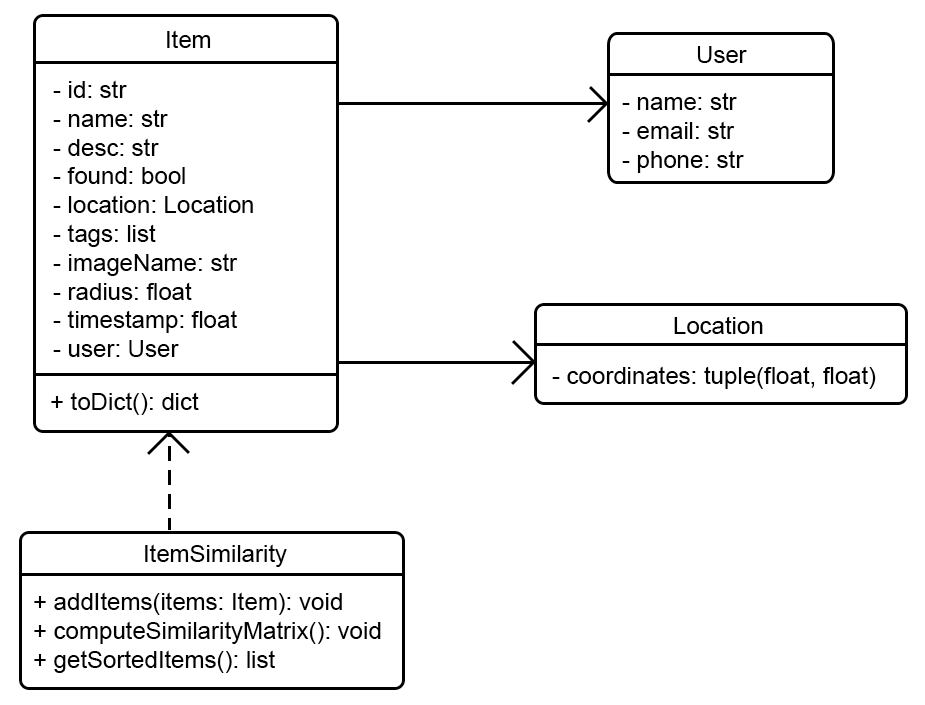 Item
- id: str
- name: str
- desc: str
- found: bool
- location: Location
- tags: list
- imageName: str
- radius: float
- timestamp: float
- user: User
+ toDict(): dict
User
- name: str
- email: str
- phone: str
Location
- coordinates: tuple(float, float)
ItemSimilarity
+ addItems(items: Item): void
+ computeSimilarityMatrix(): void
+ getSortedItems(): list